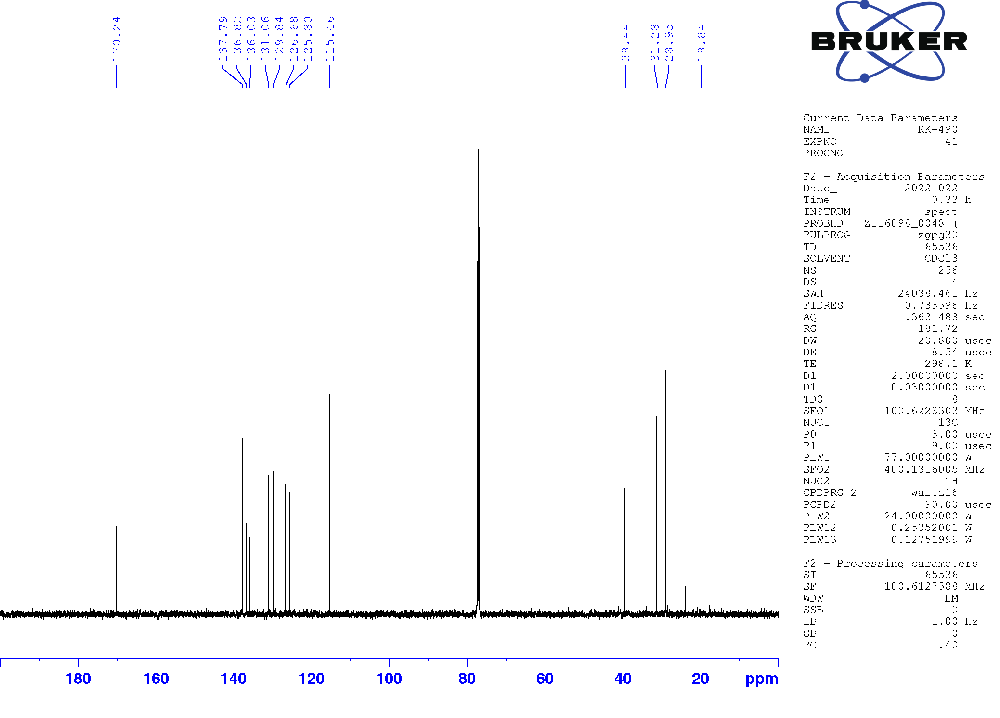 170.24
137.79
136.82
136.03
131.06
129.84
126.68
125.80
115.46
39.44
31.28
28.95
19.84
BRUKER
Current Data Parameters
NAME KK-490
EXPNO 41
PROCNO 1
F2 - Acquisition Parameters
Date_ 20221022
Time 0.33 h
INSTRUM spect
PROBHD Z116098_0048 (
PULPROG zgpg30
TD 65536
SOLVENT CDCl3
NS 256
DS 4
SWH 24038.461 Hz
FIDRES 0.733596 Hz
AQ 1.3631488 sec
RG 181.72
DW 20.800 usec
DE 8.54 usec
TE 298.1 K
D1 2.00000000 sec
D11 0.03000000 sec
TD0 8
SFO1 100.6228303 MHz
NUC1 13C
P0 3.00 usec
P1 9.00 usec
PLW1 77.00000000 W
SFO2 400.1316005 MHz
NUC2 1H
CPDPRG[2 waltz16
PCPD2 90.00 usec
PLW2 24.00000000 W
PLW12 0.25352001 W
PLW13 0.12751999 W
F2 - Processing parameters
SI 65536
SF 100.6127588 MHz
WDW EM
SSB 0
LB 1.00 Hz
GB 0
PC 1.40
180 160 140 120 100 80 60 40 20 ppm